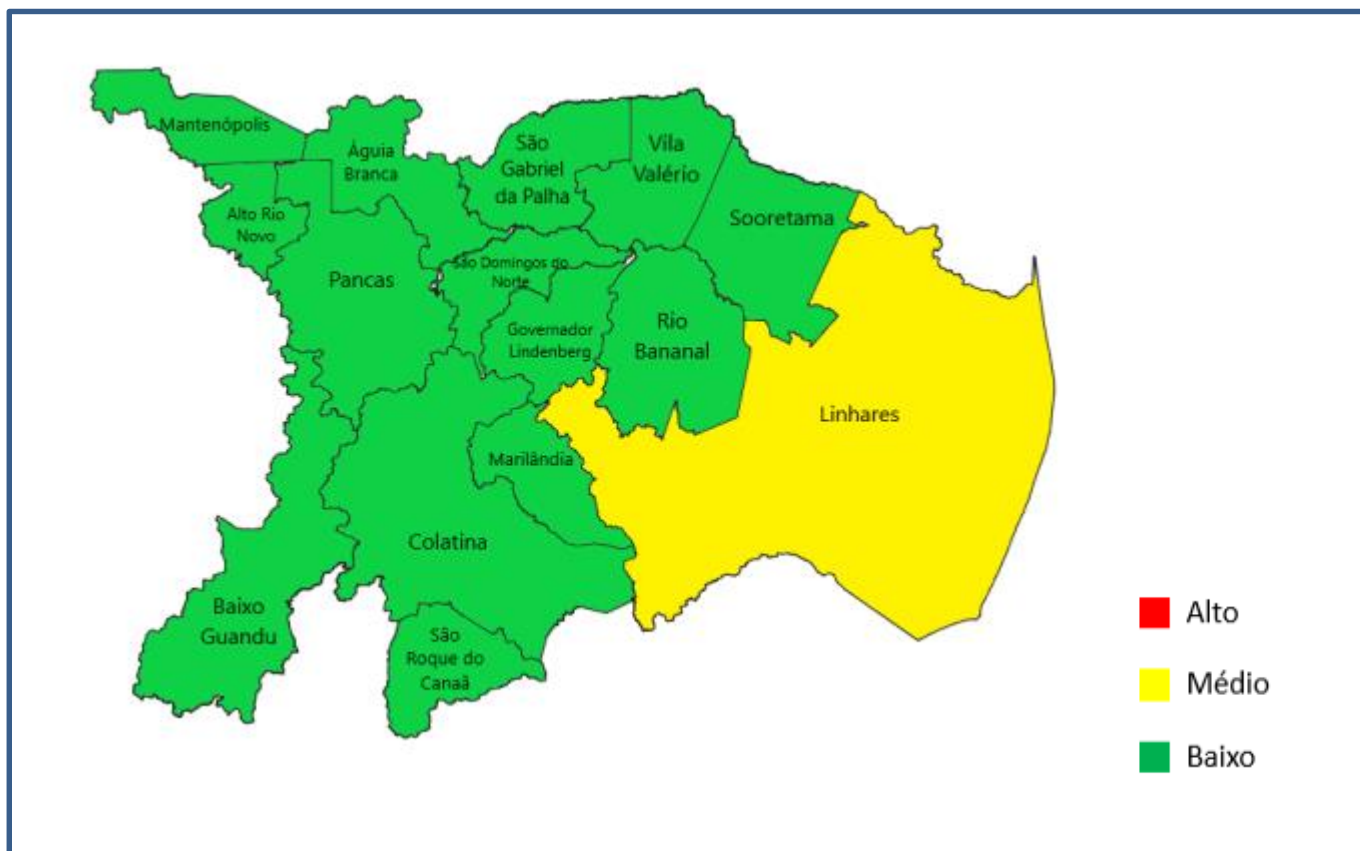 Mantenópolis
Águia
Branca
São
Gabriel
da Palha
Vila
Valério
Alto Rio
Novo
Sooretama
Pancas
São Domingos do
Norte
Governador
Lindenberg
Rio
Bananal
Linhares
Marilândia
Colatina
Baixo
Guandu
São
Roque do
Canaã
Alto
Médio
Baixo